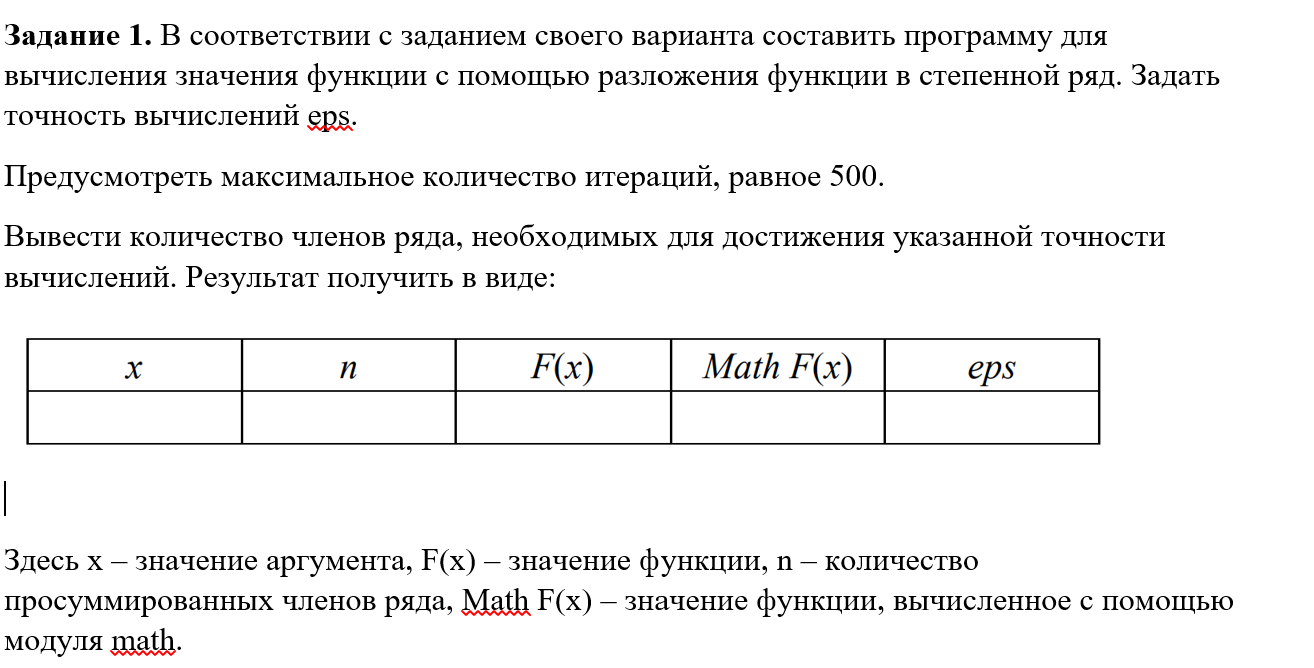 Задание 1. В соответствии с заданием своего варианта составить программу для
вычисления значения функции с помощью разложения функции в степенной ряд. Задать
точность вычислений eps.
Предусмотреть максимальное количество итераций, равное 500.
Вывести количество членов ряда, необходимых для достижения указанной точности
вычислений. Результат получить в виде:
x n F(x) Math F(x) eps
Здесь x – значение аргумента, F(x) – значение функции, n – количество
просуммированных членов ряда, Math F(x) – значение функции, вычисленное с помощью
модуля math.